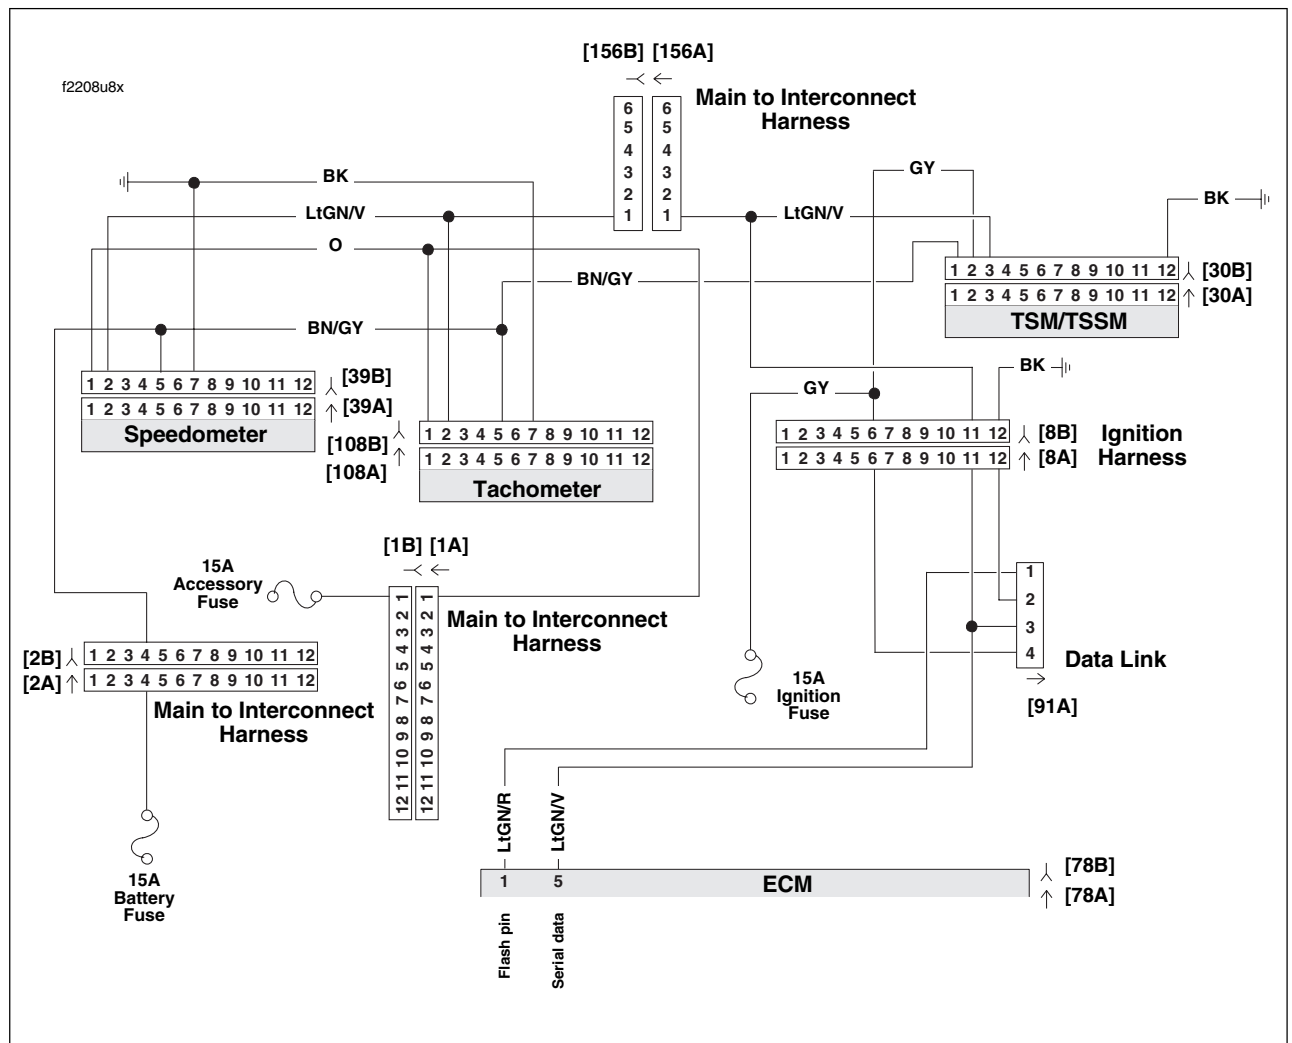 [156B] [156A]
f2208u8x
Main to Interconnect
Harness
6
5
4
3
2
1
6
5
4
3
2
1
BK
LtGN/V
O
LtGN/V
GY
BK
BN/GY
BN/GY
1 2 3 4 5 6 7 8 9 10 11 12 [30B]
1 2 3 4 5 6 7 8 9 10 11 12 [30A]
TSM/TSSM
1 2 3 4 5 6 7 8 9 10 11 12 [39B]
1 2 3 4 5 6 7 8 9 10 11 12 [39A]
Speedometer
[108B] 1 2 3 4 5 6 7 8 9 10 11 12
[108A] 1 2 3 4 5 6 7 8 9 10 11 12
Tachometer
BK
GY
1 2 3 4 5 6 7 8 9 10 11 12 [8B]
1 2 3 4 5 6 7 8 9 10 11 12 [8A]
Ignition
Harness
[1B] [1A]
15A
Accessory
Fuse
1 2 3 4 5 6 7 8 9 10 11 12
1 2 3 4 5 6 7 8 9 10 11 12
Main to Interconnect
Harness
[2B] 1 2 3 4 5 6 7 8 9 10 11 12
[2A] 1 2 3 4 5 6 7 8 9 10 11 12
Main to Interconnect
Harness
15A
Battery
Fuse
15A
Ignition
Fuse
1
2
3
4
Data Link
[91A]
LtGN/R
LtGN/V
1 5 ECM
[78B]
[78A]
Flash pin
Serial data